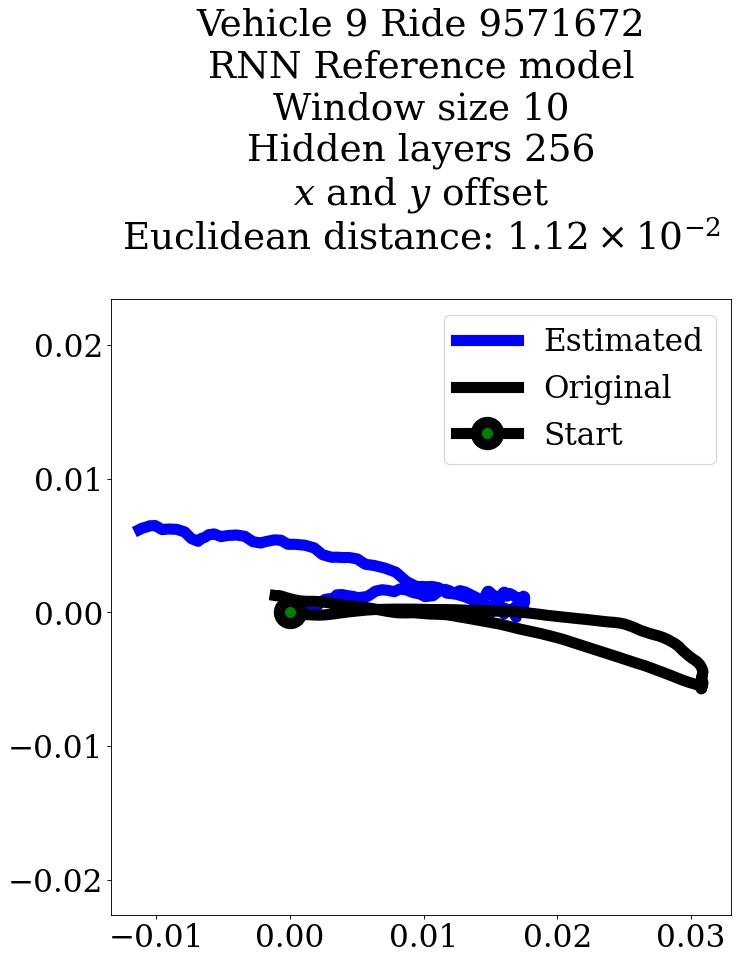 Vehicle 9 Ride 9571672
RNN Reference model
Window size 10
Hidden layers 256
x and y offset
Euclidean distance: 1.12 × 10⁻²
Estimated
Original
Start
0.02
0.01
0.00
−0.01
−0.02
−0.01 0.00 0.01 0.02 0.03